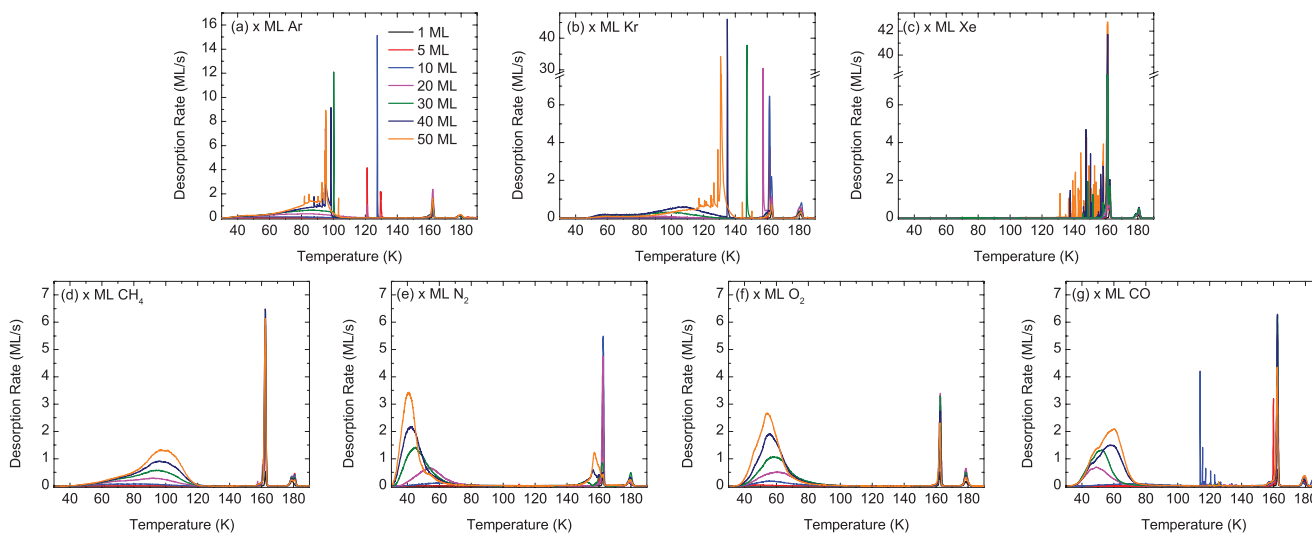 (a) x ML Ar
1 ML
5 ML
10 ML
20 ML
30 ML
40 ML
50 ML
Desorption Rate (ML/s)
16
14
12
10
8
6
4
2
0
40 60 80 100 120 140 160 180
Temperature (K)
(b) x ML Kr
Desorption Rate (ML/s)
45
30
6
4
2
0
40 60 80 100 120 140 160 180
Temperature (K)
(c) x ML Xe
Desorption Rate (ML/s)
42
40
6
4
2
0
40 60 80 100 120 140 160 180
Temperature (K)
(d) x ML CH4
Desorption Rate (ML/s)
7
6
5
4
3
2
1
0
40 60 80 100 120 140 160 180
Temperature (K)
(e) x ML N2
Desorption Rate (ML/s)
7
6
5
4
3
2
1
0
40 60 80 100 120 140 160 180
Temperature (K)
(f) x ML O2
Desorption Rate (ML/s)
7
6
5
4
3
2
1
0
40 60 80 100 120 140 160 180
Temperature (K)
(g) x ML CO
Desorption Rate (ML/s)
7
6
5
4
3
2
1
0
40 60 80 100 120 140 160 180
Temperature (K)